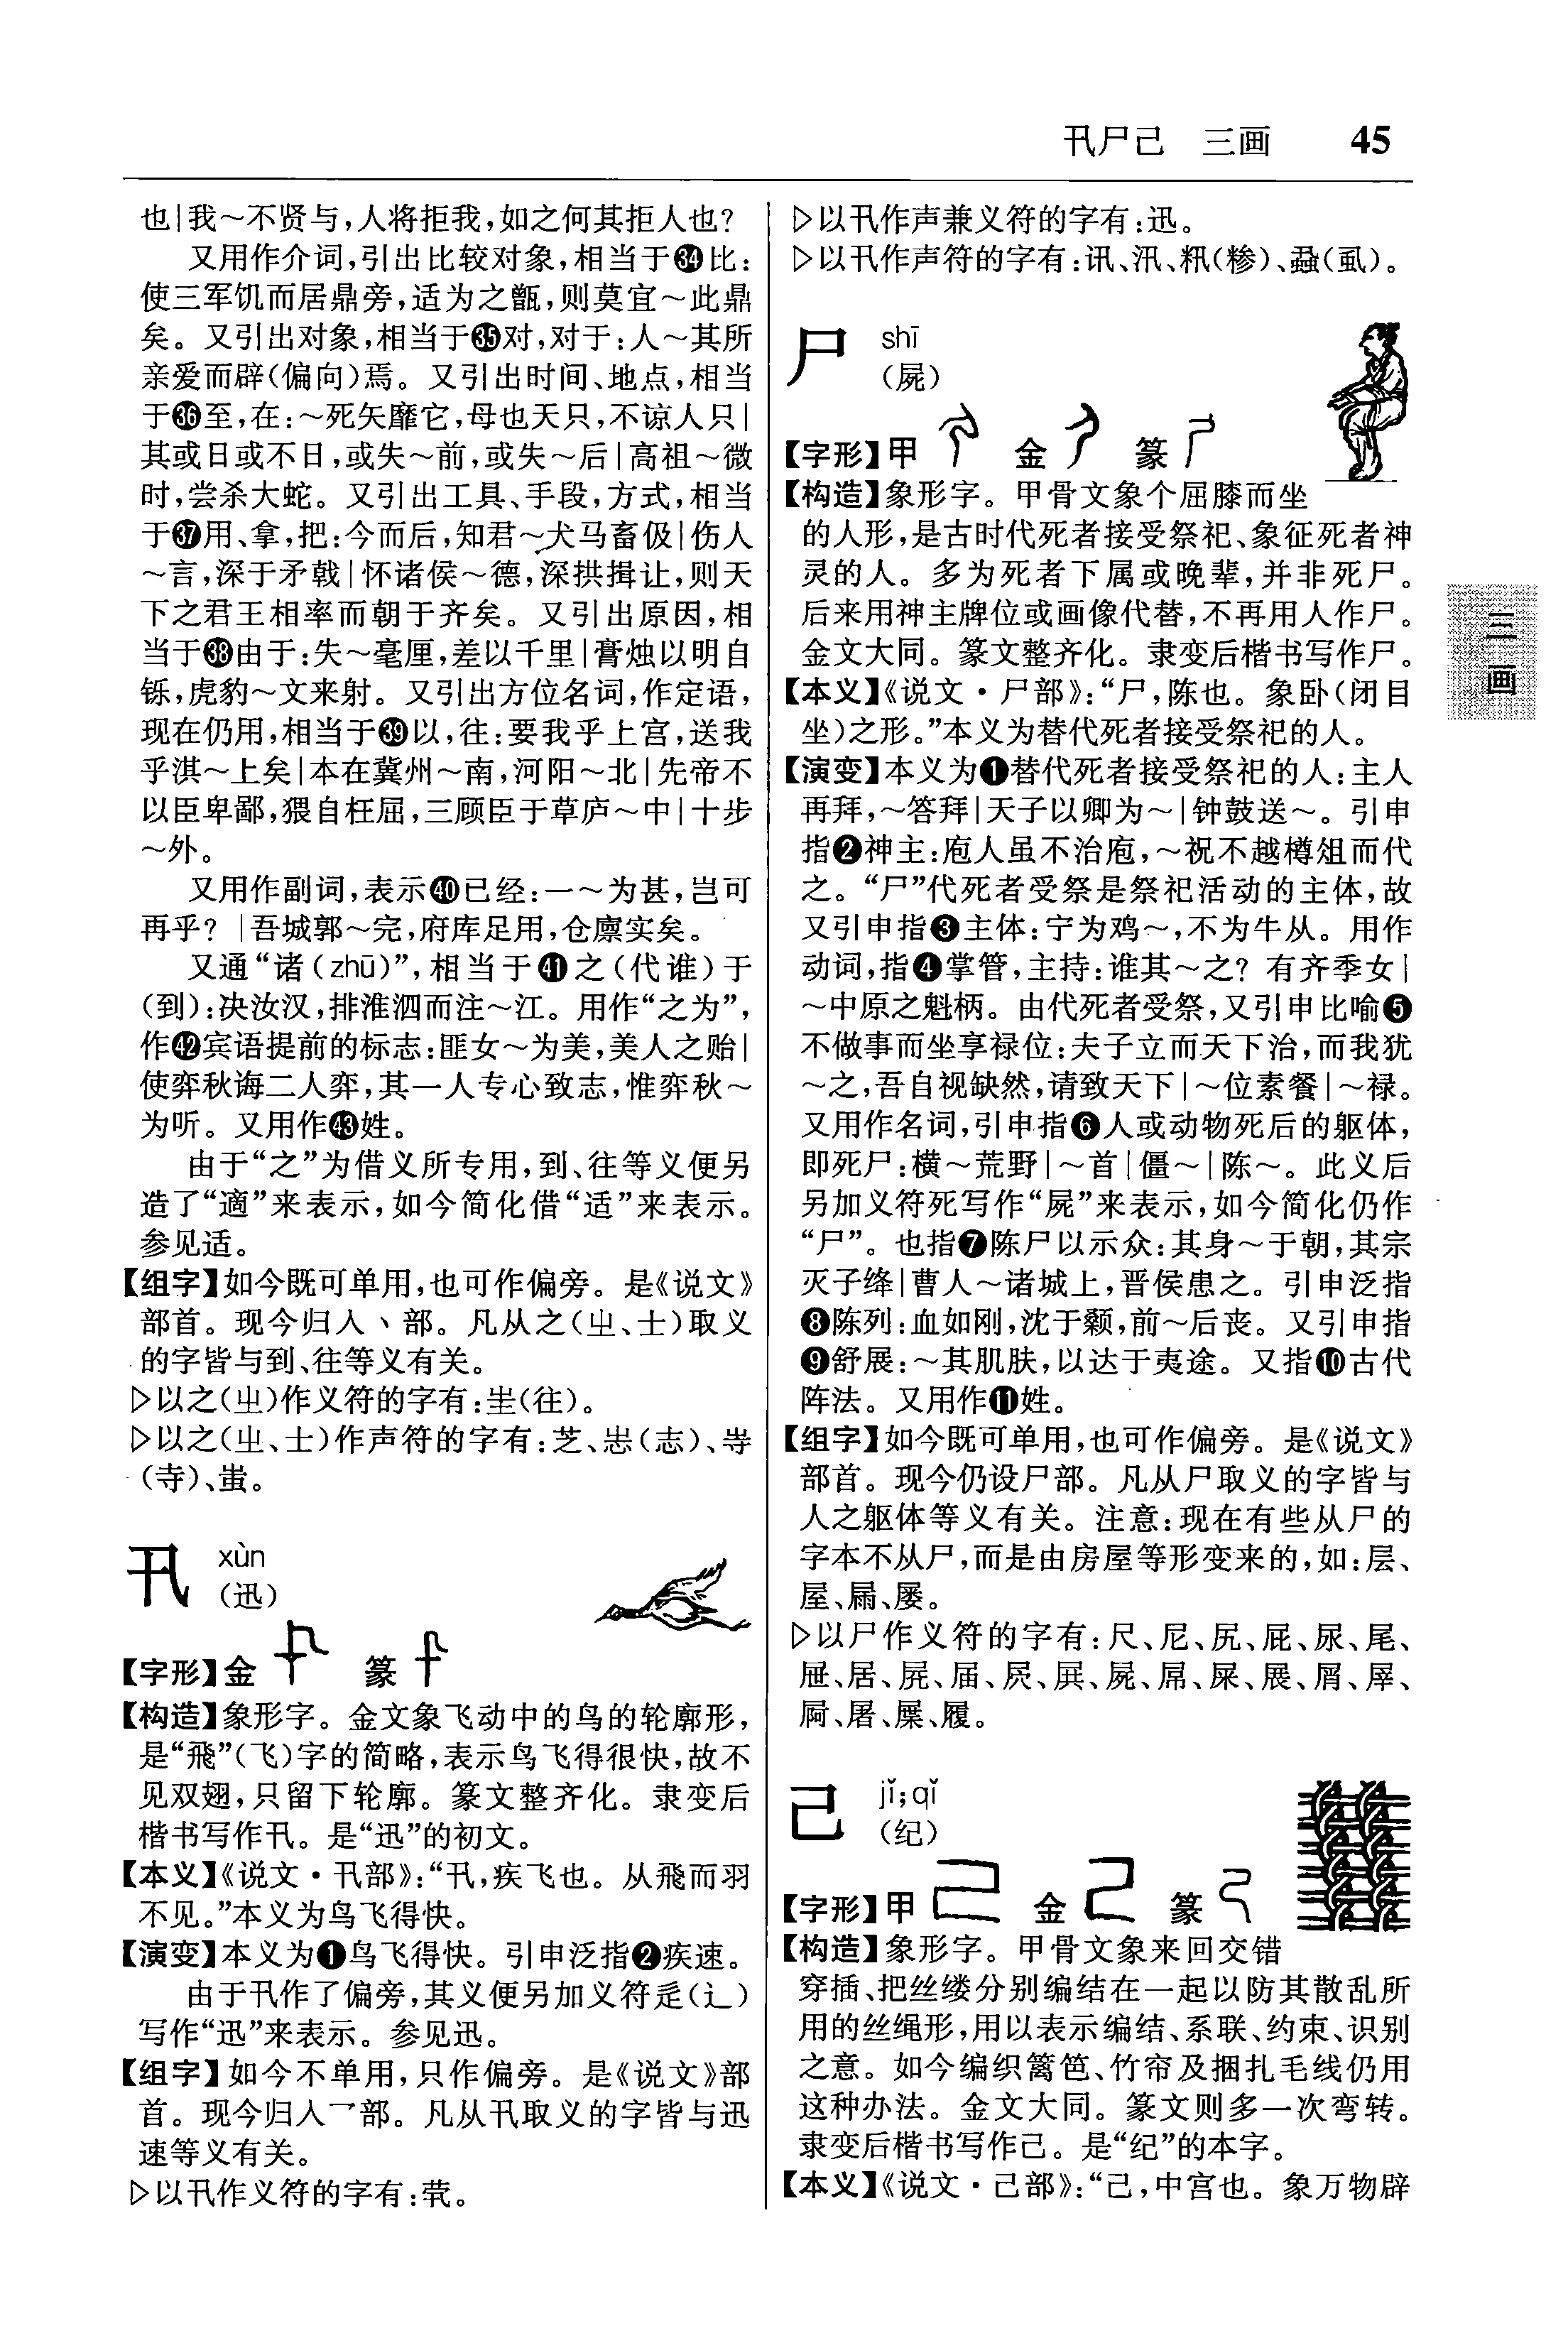 卂尸己 三画 45
也|我～不贤与,人将拒我,如之何其拒人也?
又用作介词,引出比较对象,相当于㉞比:
使三军饥而居鼎旁,适为之甑,则莫宜～此鼎
矣。又引出对象,相当于㉟对,对于:人～其所
亲爱而辟(偏向)焉。又引出时间、地点,相当
于㊱至,在:～死矢靡它,母也天只,不谅人只|
其或日或不日,或失～前,或失～后|高祖～微
时,尝杀大蛇。又引出工具、手段,方式,相当
于㊲用、拿,把:今而后,知君～犬马畜伋|伤人
～言,深于矛戟|怀诸侯～德,深拱揖让,则天
下之君王相率而朝于齐矣。又引出原因,相
当于㊳由于:失～毫厘,差以千里|膏烛以明自
铄,虎豹～文来射。又引出方位名词,作定语,
现在仍用,相当于㊴以,往:要我乎上宫,送我
乎淇～上矣|本在冀州～南,河阳～北|先帝不
以臣卑鄙,猥自枉屈,三顾臣于草庐～中|十步
～外。
又用作副词,表示㊵已经:一～为甚,岂可
再乎?|吾城郭～完,府库足用,仓廪实矣。
又通“诸(zhū)”,相当于㊶之(代谁)于
(到):决汝汉,排淮泗而注～江。用作“之为”,
作㊷宾语提前的标志:匪女～为美,美人之贻|
使弈秋诲二人弈,其一人专心致志,惟弈秋～
为听。又用作㊸姓。
由于“之”为借义所专用,到、往等义便另
造了“適”来表示,如今简化借“适”来表示。
参见适。
【组字】如今既可单用,也可作偏旁。是《说文》
部首。现今归入丶部。凡从之(㞢、士)取义
的字皆与到、往等义有关。
▷以之(㞢)作义符的字有:㞷(往)。
▷以之(㞢、士)作声符的字有:芝、㞢心(志)、
(寺)、蚩。
卂 xùn
(迅)
【字形】金 篆
【构造】象形字。金文象飞动中的鸟的轮廓形,
是“飛”(飞)字的简略,表示鸟飞得很快,故不
见双翅,只留下轮廓。篆文整齐化。隶变后
楷书写作卂。是“迅”的初文。
【本义】《说文·卂部》:“卂,疾飞也。从飛而羽
不见。”本义为鸟飞得快。
【演变】本义为❶鸟飞得快。引申泛指❷疾速。
由于卂作了偏旁,其义便另加义符辵(辶)
写作“迅”来表示。参见迅。
【组字】如今不单用,只作偏旁。是《说文》部
首。现今归入乛部。凡从卂取义的字皆与迅
速等义有关。
▷以卂作义符的字有:茕。
▷以卂作声兼义符的字有:迅。
▷以卂作声符的字有:讯、汛、籸(糁)、蝨(虱)。
尸 shī
(屍)
【字形】甲 金 篆
【构造】象形字。甲骨文象个屈膝而坐
的人形,是古时代死者接受祭祀、象征死者神
灵的人。多为死者下属或晚辈,并非死尸。
后来用神主牌位或画像代替,不再用人作尸。
金文大同。篆文整齐化。隶变后楷书写作尸。
【本义】《说文·尸部》:“尸,陈也。象卧(闭目
坐)之形。”本义为替代死者接受祭祀的人。
【演变】本义为❶替代死者接受祭祀的人:主人
再拜,～答拜|天子以卿为～|钟鼓送～。引申
指❷神主:庖人虽不治庖,～祝不越樽俎而代
之。“尸”代死者受祭是祭祀活动的主体,故
又引申指❸主体:宁为鸡～,不为牛从。用作
动词,指❹掌管,主持:谁其～之?有齐季女|
～中原之魁柄。由代死者受祭,又引申比喻❺
不做事而坐享禄位:夫子立而天下治,而我犹
～之,吾自视缺然,请致天下|～位素餐|～禄。
又用作名词,引申指❻人或动物死后的躯体,
即死尸:横～荒野|～首|僵～|陈～。此义后
另加义符死写作“屍”来表示,如今简化仍作
“尸”。也指❼陈尸以示众:其身～于朝,其宗
灭于绛|曹人～诸城上,晋侯患之。引申泛指
❽陈列:血如刚,沈于颡,前～后丧。又引申指
❾舒展:～其肌肤,以达于夷途。又指❿古代
阵法。又用作⓫姓。
【组字】如今既可单用,也可作偏旁。是《说文》
部首。现今仍设尸部。凡从尸取义的字皆与
人之躯体等义有关。注意:现在有些从尸的
字本不从尸,而是由房屋等形变来的,如:层、
屋、屚、屡。
▷以尸作义符的字有:尺、尼、尻、屁、尿、尾、
屉、居、屄、届、屃、屍、屌、屎、展、屑、屖、
屙、屠、屟、履。
己 jǐ;qǐ
(纪)
【字形】甲 金 篆
【构造】象形字。甲骨文象来回交错
穿插、把丝缕分别编结在一起以防其散乱所
用的丝绳形,用以表示编结、系联、约束、识别
之意。如今编织篱笆、竹帘及捆扎毛线仍用
这种办法。金文大同。篆文则多一次弯转。
隶变后楷书写作己。是“纪”的本字。
【本义】《说文·己部》:“己,中宫也。象万物辟
三画